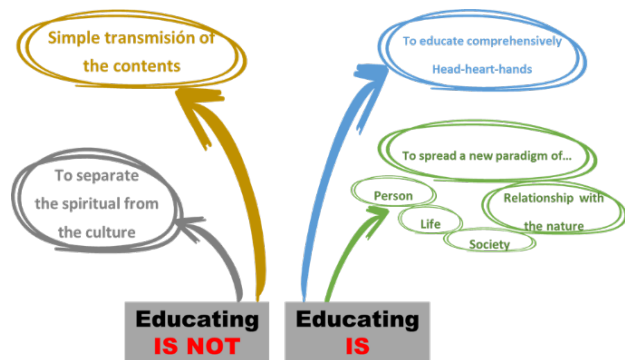 Simple transmisión of
the contents
To educate comprehensively
Head-heart-hands
To separate
the spiritual from
the culture
To spread a new paradigm of...
Person
Life
Society
Relationship with
the nature
Educating
IS NOT
Educating
IS